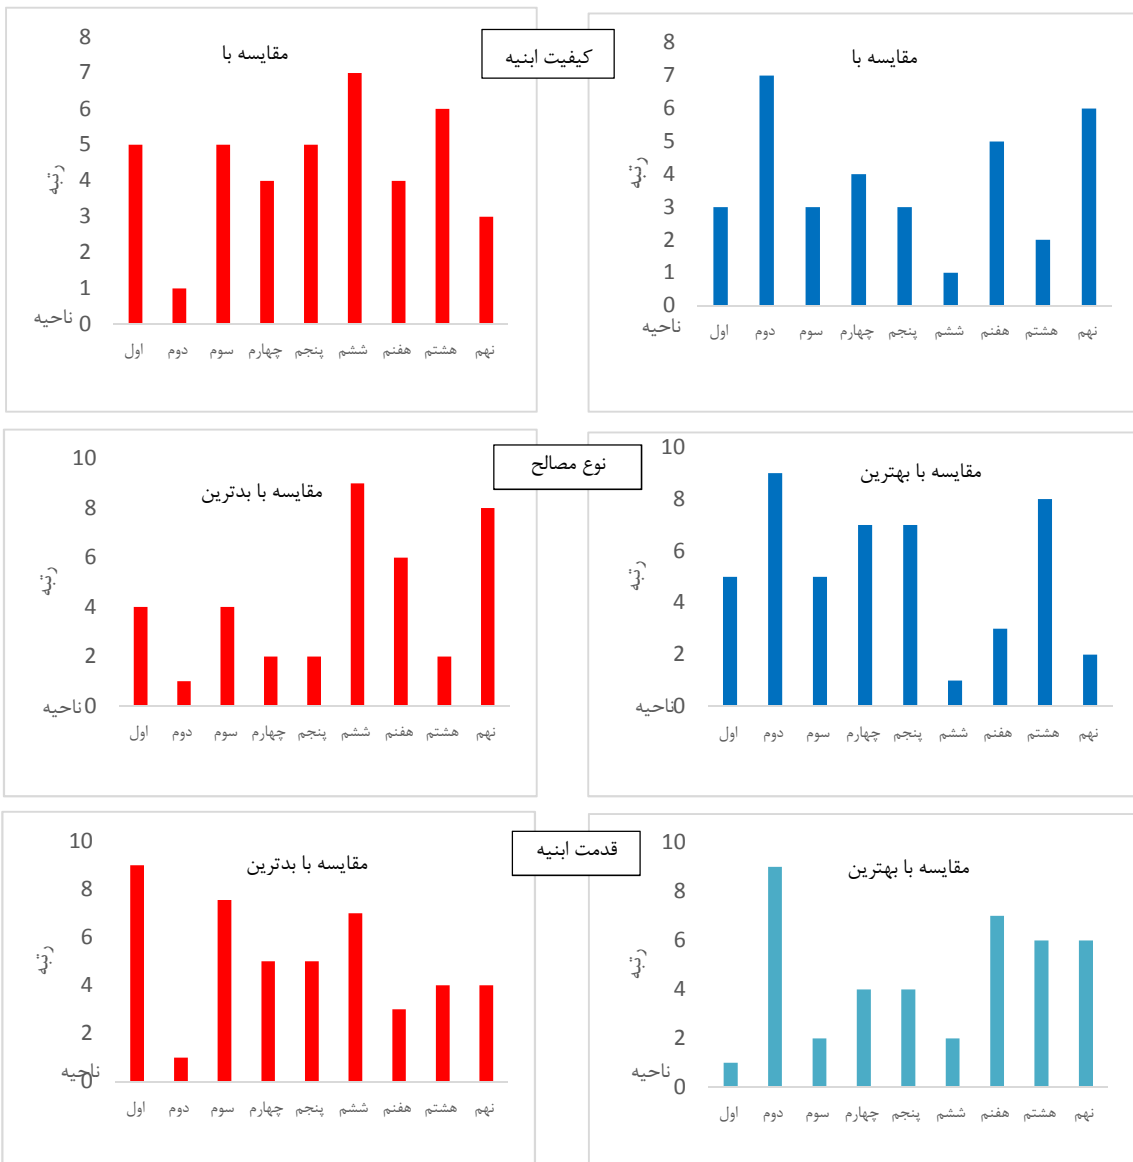 کیفیت ابنیه
مقایسه با
8
7
6
5
4
3
2
1
0
رتبه
ناحیه
اول دوم سوم چهارم پنجم ششم هفنم هشتم نهم
مقایسه با
8
7
6
5
4
3
2
1
0
رتبه
ناحیه
اول دوم سوم چهارم پنجم ششم هفنم هشتم نهم
نوع مصالح
مقایسه با بهترین
10
8
6
4
2
0
رتبه
ناحیه
اول دوم سوم چهارم پنجم ششم هفنم هشتم نهم
مقایسه با بدترین
10
8
6
4
2
0
رتبه
ناحیه
اول دوم سوم چهارم پنجم ششم هفنم هشتم نهم
قدمت ابنیه
مقایسه با بهترین
10
8
6
4
2
0
رتبه
ناحیه
اول دوم سوم چهارم پنجم ششم هفنم هشتم نهم
مقایسه با بدترین
10
8
6
4
2
0
رتبه
ناحیه
اول دوم سوم چهارم پنجم ششم هفنم هشتم نهم